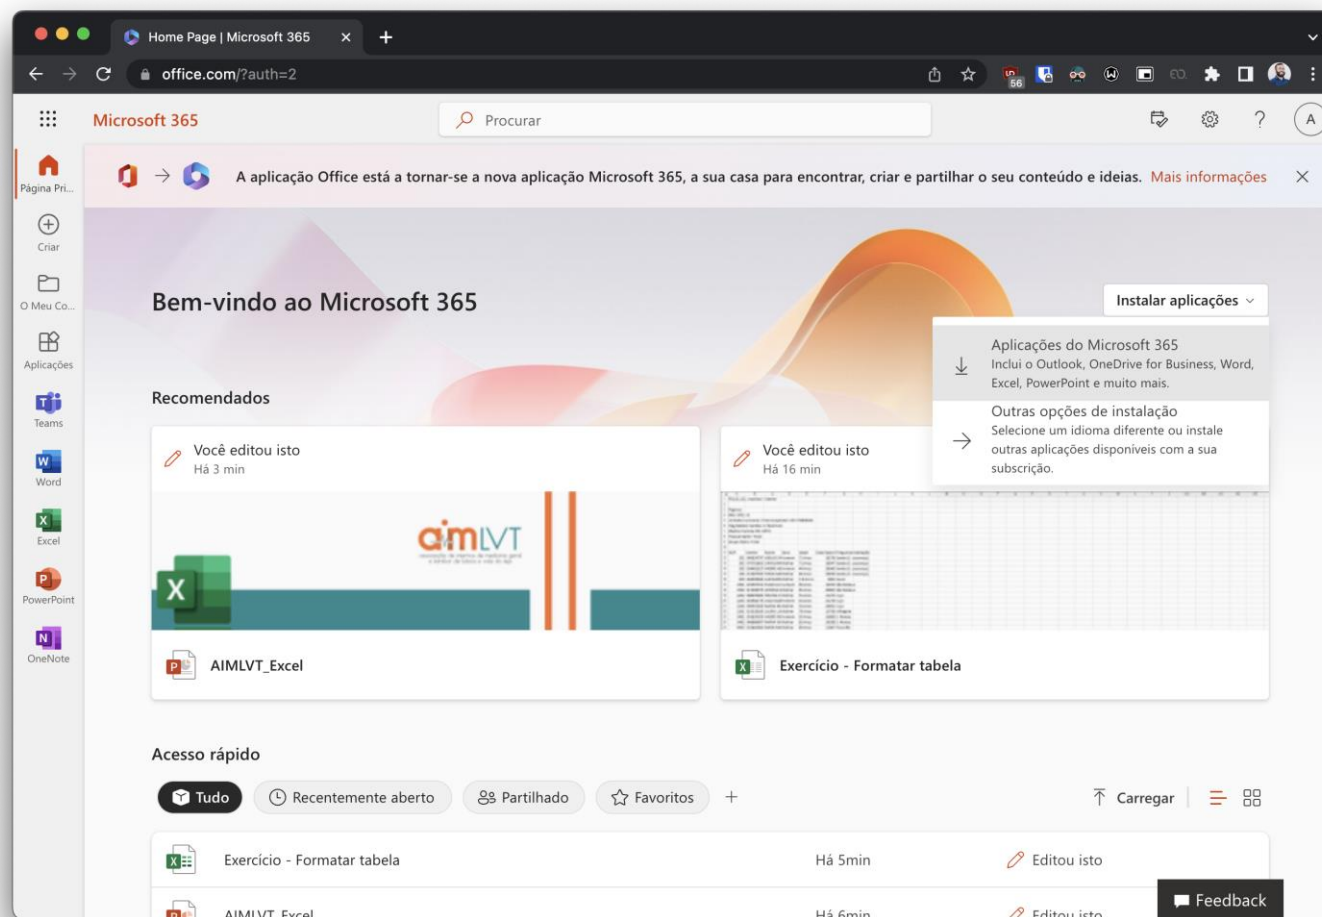 Home Page | Microsoft 365
office.com/?auth=2
56
Microsoft 365
Procurar
A
Página Pri...
A aplicação Office está a tornar-se a nova aplicação Microsoft 365, a sua casa para encontrar, criar e partilhar o seu conteúdo e ideias. Mais informações
Criar
O Meu Co...
Aplicações
Teams
Word
Excel
PowerPoint
OneNote
Bem-vindo ao Microsoft 365
Instalar aplicações
Aplicações do Microsoft 365
Inclui o Outlook, OneDrive for Business, Word,
Excel, PowerPoint e muito mais.
Outras opções de instalação
Selecione um idioma diferente ou instale
outras aplicações disponíveis com a sua
subscrição.
Recomendados
Você editou isto
Há 3 min
aimLVT
AIMLVT_Excel
Você editou isto
Há 16 min
Exercício - Formatar tabela
Acesso rápido
Tudo
Recentemente aberto
Partilhado
Favoritos
Carregar
Exercício - Formatar tabela
Há 5min
Editou isto
AIMLVT_Excel
Há 6min
Editou isto
Feedback